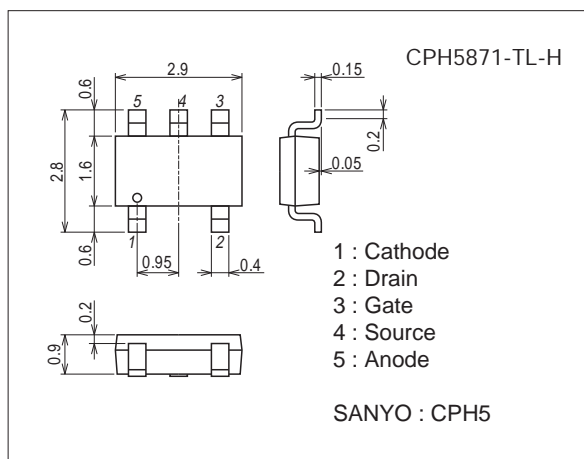 CPH5871-TL-H
2.9
0.15
0.6
5
4
3
0.2
2.8
1.6
0.05
0.6
1
2
0.95
0.4
1 : Cathode
2 : Drain
3 : Gate
4 : Source
5 : Anode
0.2
0.9
SANYO : CPH5